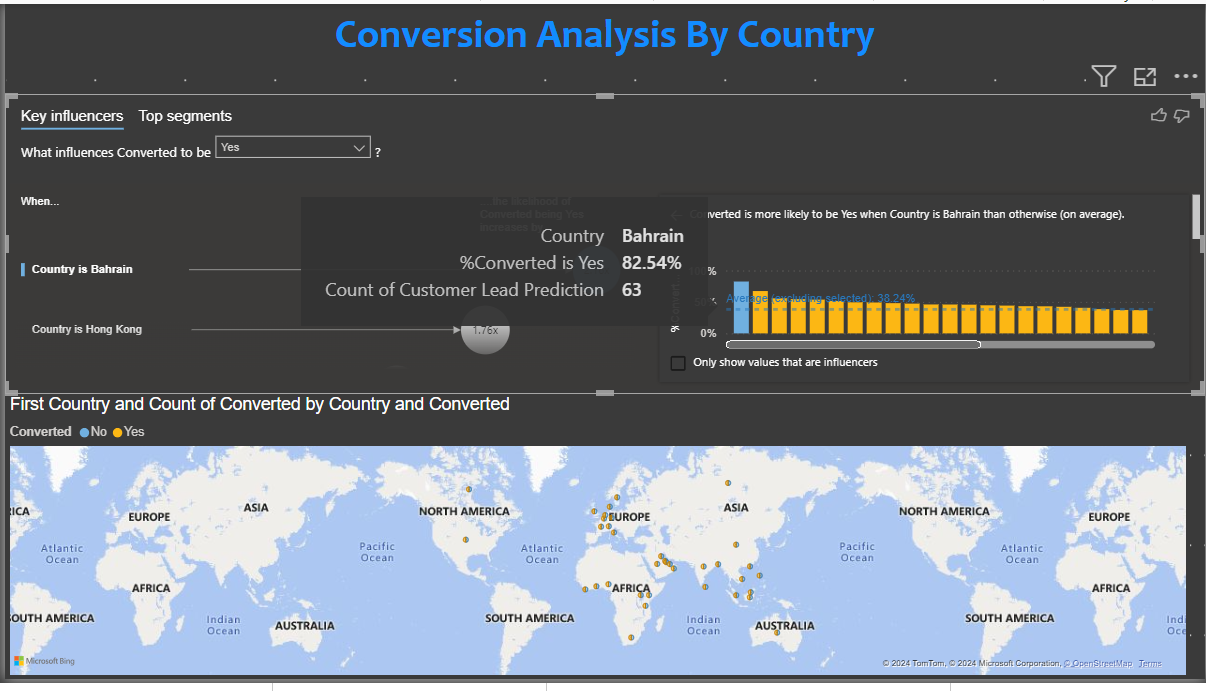 Conversion Analysis By Country
Key influencers Top segments
What influences Converted to be Yes ?
When...
... the likelihood of
Converted being Yes
increases by
Country Bahrain
%Converted is Yes 82.54%
Count of Customer Lead Prediction 63
Country is Bahrain
Country is Hong Kong
1.76x
← Converted is more likely to be Yes when Country is Bahrain than otherwise (on average).
100%
50%
0%
Average (excluding selected): 38.24%
Only show values that are influencers
First Country and Count of Converted by Country and Converted
Converted No Yes
RICA EUROPE ASIA NORTH AMERICA EUROPE ASIA NORTH AMERICA EUROPE
Atlantic Ocean Pacific Ocean Atlantic Ocean Pacific Ocean Atlantic Ocean
AFRICA AFRICA AFRICA
SOUTH AMERICA Indian Ocean AUSTRALIA SOUTH AMERICA Indian Ocean AUSTRALIA SOUTH AMERICA Indi Oce
Microsoft Bing
© 2024 TomTom, © 2024 Microsoft Corporation, © OpenStreetMap Terms